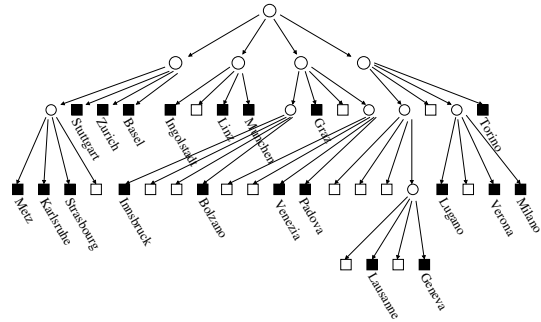 Stuttgart
Zurich
Basel
Ingolstadt
Linz
Munchen
Graz
Torino
Metz
Karlsruhe
Strasbourg
Innsbruck
Bolzano
Venezia
Padova
Lugano
Verona
Milano
Lausanne
Geneva